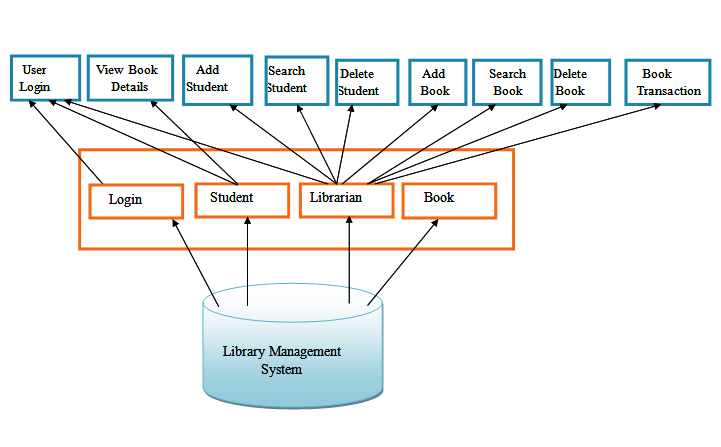 User
Login
View Book
Details
Add
Student
Search
Student
Delete
Student
Add
Book
Search
Book
Delete
Book
Book
Transaction
Login
Student
Librarian
Book
Library Management
System